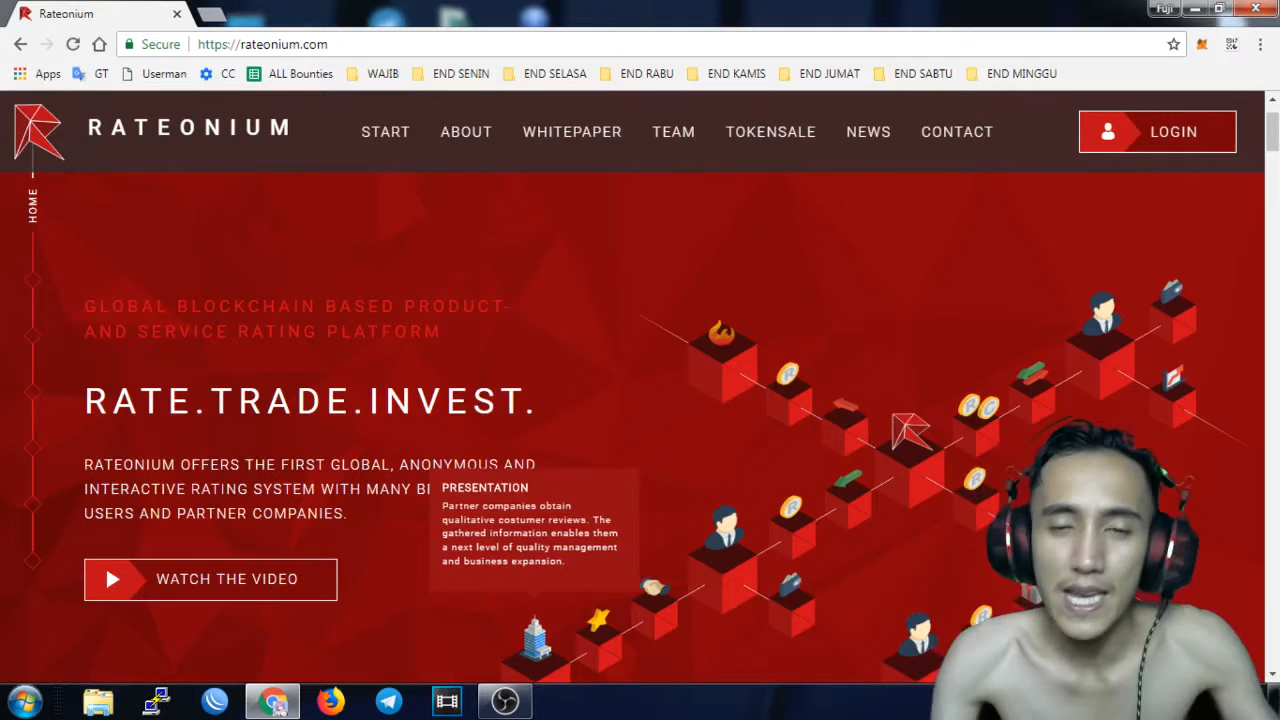 Rateonium
Fuji
Secure
https://rateonium.com
Apps
GT
Userman
CC
ALL Bounties
WAJIB
END SENIN
END SELASA
END RABU
END KAMIS
END JUMAT
END SABTU
END MINGGU
RATEONIUM
START
ABOUT
WHITEPAPER
TEAM
TOKENSALE
NEWS
CONTACT
LOGIN
HOME
GLOBAL BLOCKCHAIN BASED PRODUCT-
AND SERVICE RATING PLATFORM
RATE.TRADE.INVEST.
RATEONIUM OFFERS THE FIRST GLOBAL, ANONYMOUS AND
INTERACTIVE RATING SYSTEM WITH MANY
USERS AND PARTNER COMPANIES.
PRESENTATION
Partner companies obtain
qualitative costumer reviews. The
gathered information enables them
a next level of quality management
and business expansion.
WATCH THE VIDEO